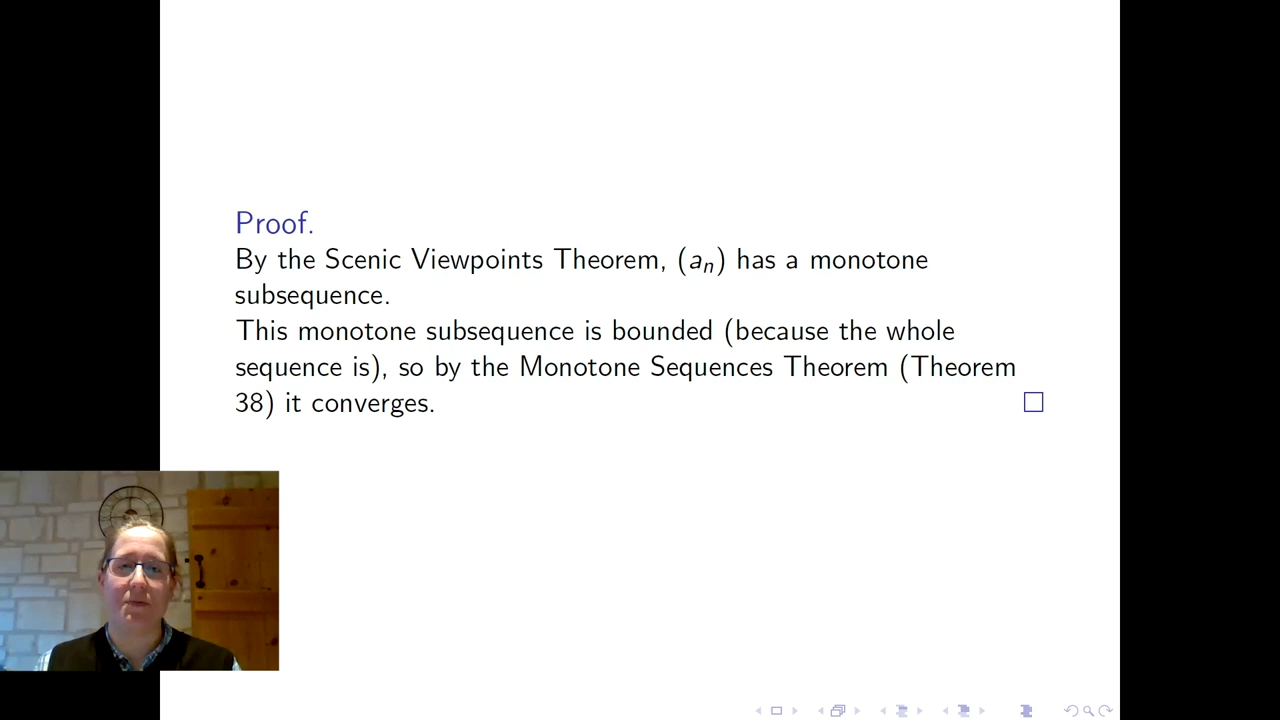 Proof.
By the Scenic Viewpoints Theorem, (aₙ) has a monotone
subsequence.
This monotone subsequence is bounded (because the whole
sequence is), so by the Monotone Sequences Theorem (Theorem
38) it converges. □